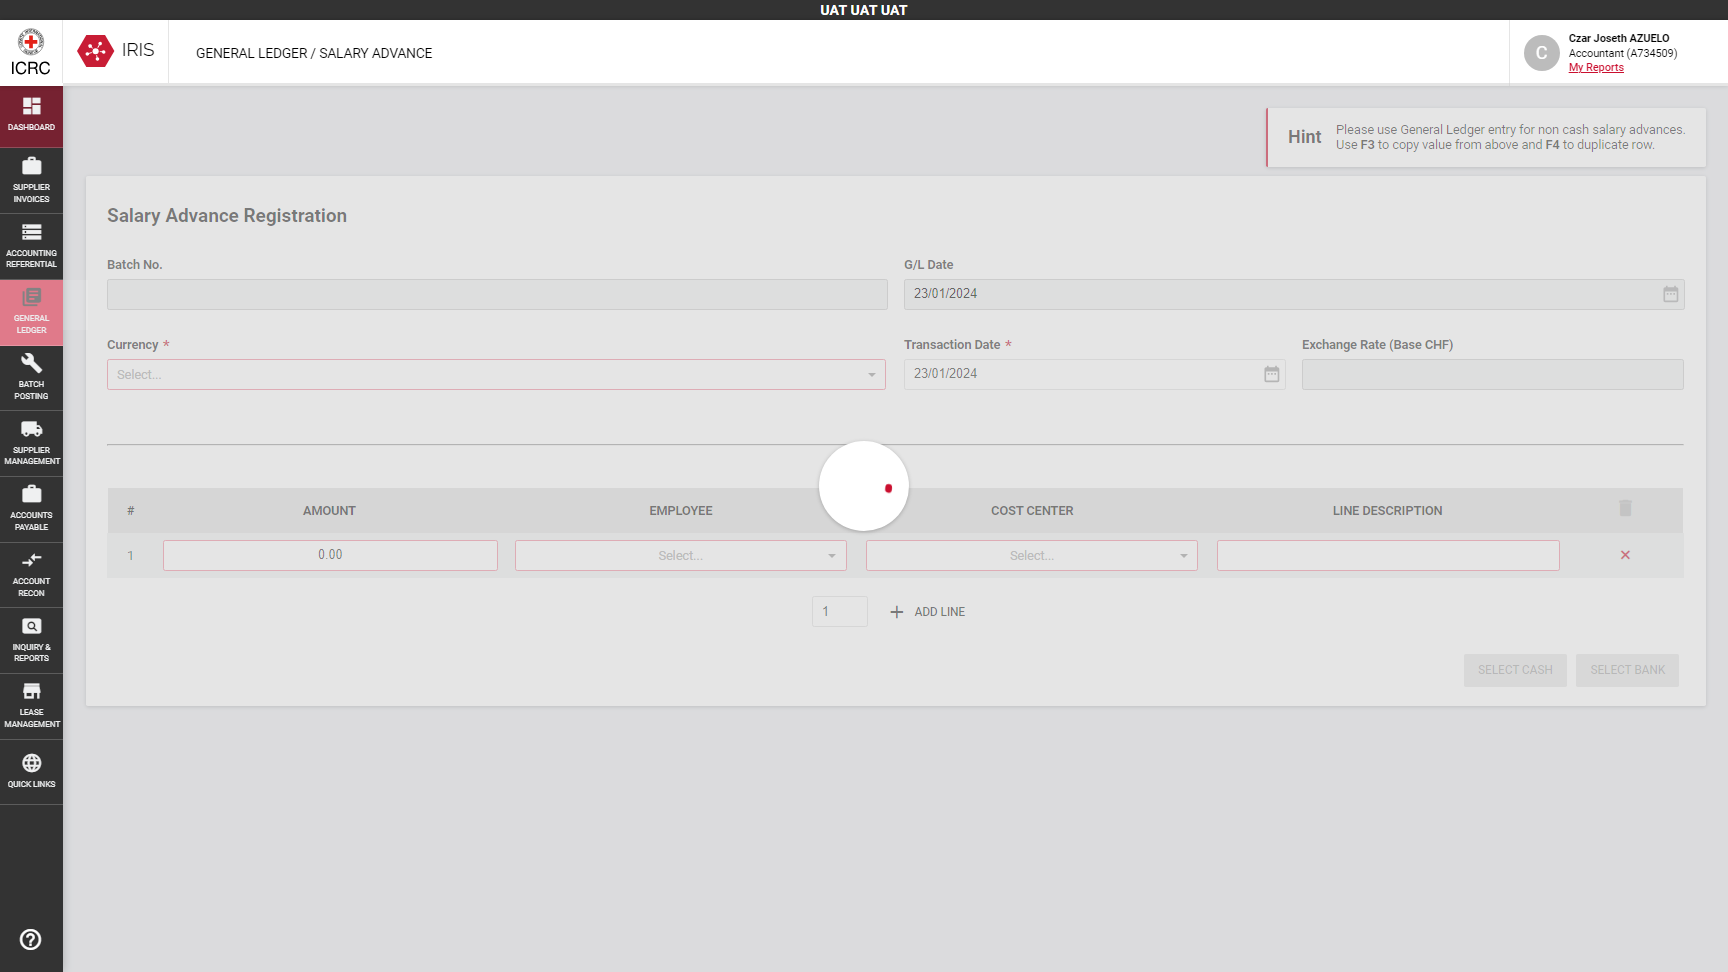 UAT UAT UAT
ICRC
IRIS
GENERAL LEDGER / SALARY ADVANCE
C
Czar Joseth AZUELO
Accountant (A734509)
My Reports
DASHBOARD
SUPPLIER
INVOICES
ACCOUNTING
REFERENTIAL
GENERAL
LEDGER
BATCH
POSTING
SUPPLIER
MANAGEMENT
ACCOUNTS
PAYABLE
ACCOUNT
RECON
INQUIRY &
REPORTS
LEASE
MANAGEMENT
QUICK LINKS
Hint
Please use General Ledger entry for non cash salary advances.
Use F3 to copy value from above and F4 to duplicate row.
Salary Advance Registration
Batch No.
G/L Date
23/01/2024
Currency *
Transaction Date *
Exchange Rate (Base CHF)
Select...
23/01/2024
# AMOUNT EMPLOYEE COST CENTER LINE DESCRIPTION
1 0.00 Select... Select... ×
1 + ADD LINE
SELECT CASH SELECT BANK